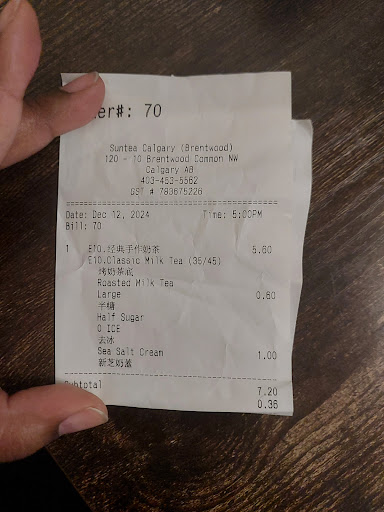 er#: 70
Suntea Calgary (Brentwood)
120 - 10 Brentwood Common NW
Calgary AB
403-453-5562
GST # 780675226
Date: Dec 12, 2024 Time: 5:00PM
Bill: 70
1 E10.经典手作奶茶 5.60
E10.Classic Milk Tea (35/45)
烤奶茶底
Roasted Milk Tea
Large 0.60
半糖
Half Sugar
0 ICE
去冰
Sea Salt Cream 1.00
新芝奶蓋
Subtotal 7.20
0.36